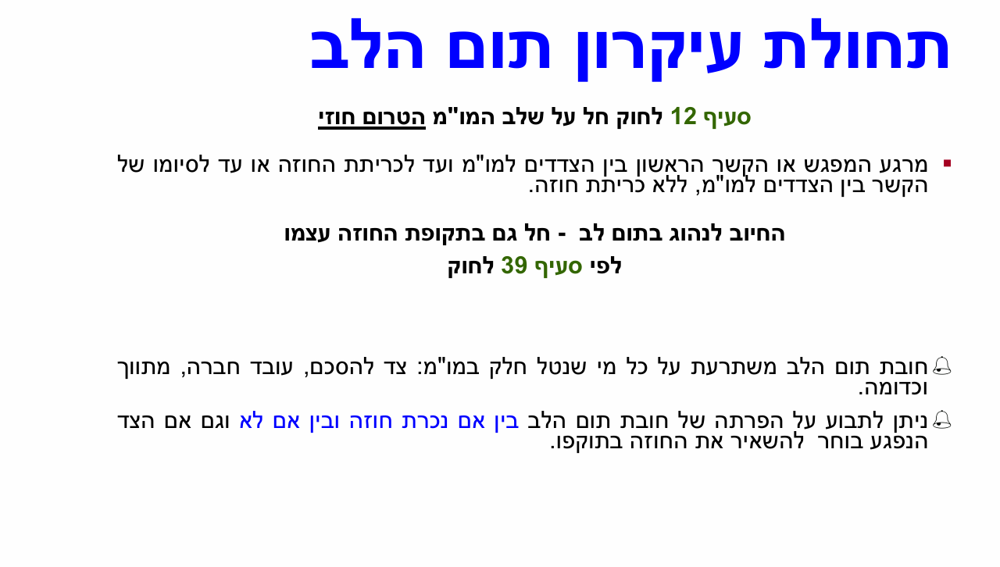 תחולת עיקרון תום הלב
סעיף 12 לחוק חל על שלב המו"מ הטרום חוזי
▪ מרגע המפגש או הקשר הראשון בין הצדדים למו"מ ועד לכריתת החוזה או עד לסיומו של
הקשר בין הצדדים למו"מ, ללא כריתת חוזה.
החיוב לנהוג בתום לב - חל גם בתקופת החוזה עצמו
לפי סעיף 39 לחוק
חובת תום הלב משתרעת על כל מי שנטל חלק במו"מ: צד להסכם, עובד חברה, מתווך
וכדומה.
ניתן לתבוע על הפרתה של חובת תום הלב בין אם נכרת חוזה ובין אם לא וגם אם הצד
הנפגע בוחר להשאיר את החוזה בתוקפו.